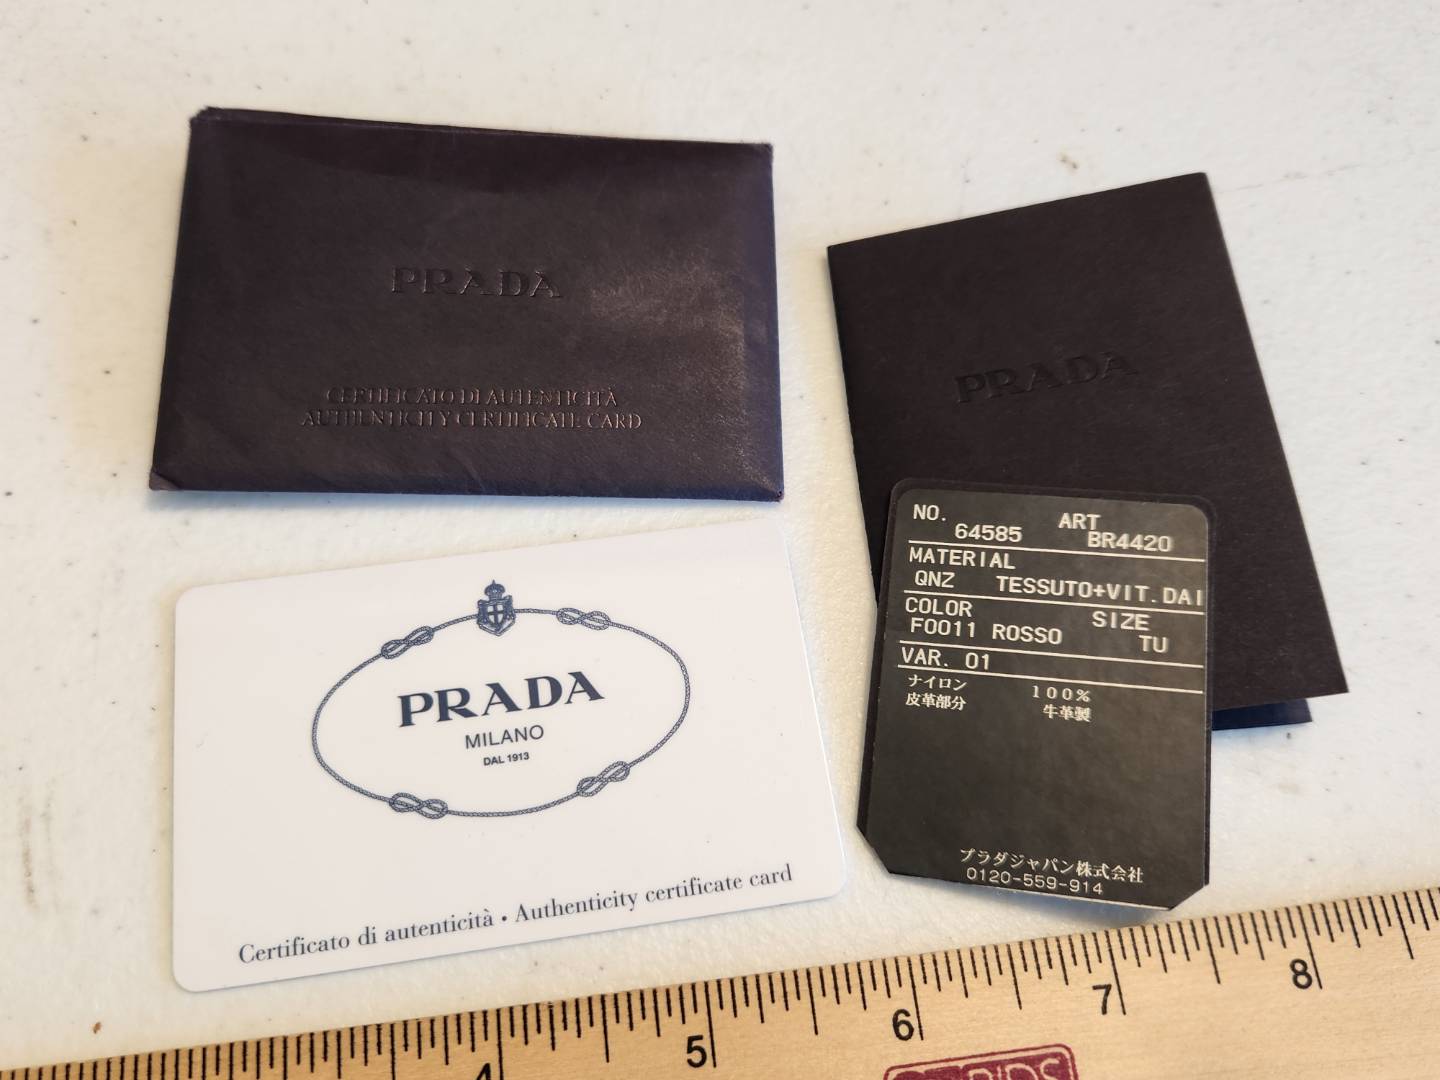 PRADA
CERTIFICATO DI AUTENTICITÀ
AUTHENTICITY CERTIFICATE CARD
PRADA
NO. ART
64585 BR4420
MATERIAL
QNZ TESSUTO+VIT.DAI
COLOR SIZE
F0011 ROSSO TU
VAR. 01
ナイロン 100%
皮革部分 牛革製
プラダジャパン株式会社
0120-559-914
PRADA
MILANO
DAL 1913
Certificato di autenticità • Authenticity certificate card
4 5 6 7 8